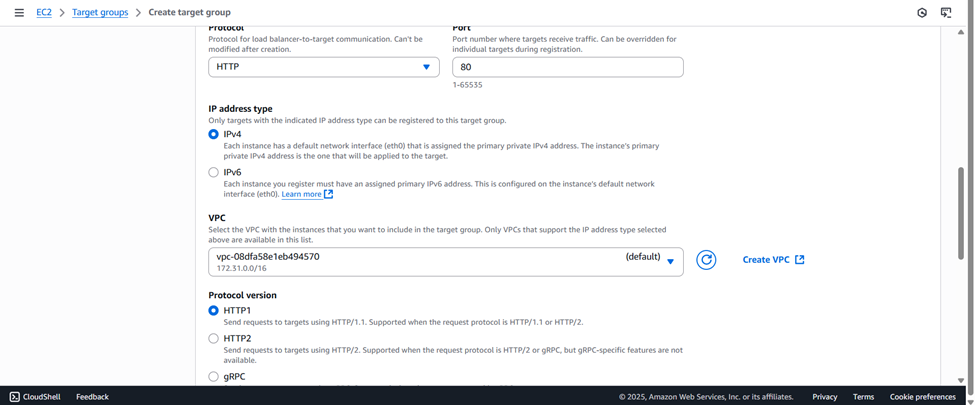 EC2 > Target groups > Create target group
Protocol
Protocol for load balancer-to-target communication. Can't be
modified after creation.
HTTP
Port
Port number where targets receive traffic. Can be overridden for
individual targets during registration.
80
1-65535
IP address type
Only targets with the indicated IP address type can be registered to this target group.
IPv4
Each instance has a default network interface (eth0) that is assigned the primary private IPv4 address. The instance's primary
private IPv4 address is the one that will be applied to the target.
IPv6
Each instance you register must have an assigned primary IPv6 address. This is configured on the instance's default network
interface (eth0). Learn more
VPC
Select the VPC with the instances that you want to include in the target group. Only VPCs that support the IP address type selected
above are available in this list.
vpc-08dfa58e1eb494570 (default)
172.31.0.0/16
Create VPC
Protocol version
HTTP1
Send requests to targets using HTTP/1.1. Supported when the request protocol is HTTP/1.1 or HTTP/2.
HTTP2
Send requests to targets using HTTP/2. Supported when the request protocol is HTTP/2 or gRPC, but gRPC-specific features are not
available.
gRPC
CloudShell Feedback © 2025, Amazon Web Services, Inc. or its affiliates. Privacy Terms Cookie preferences